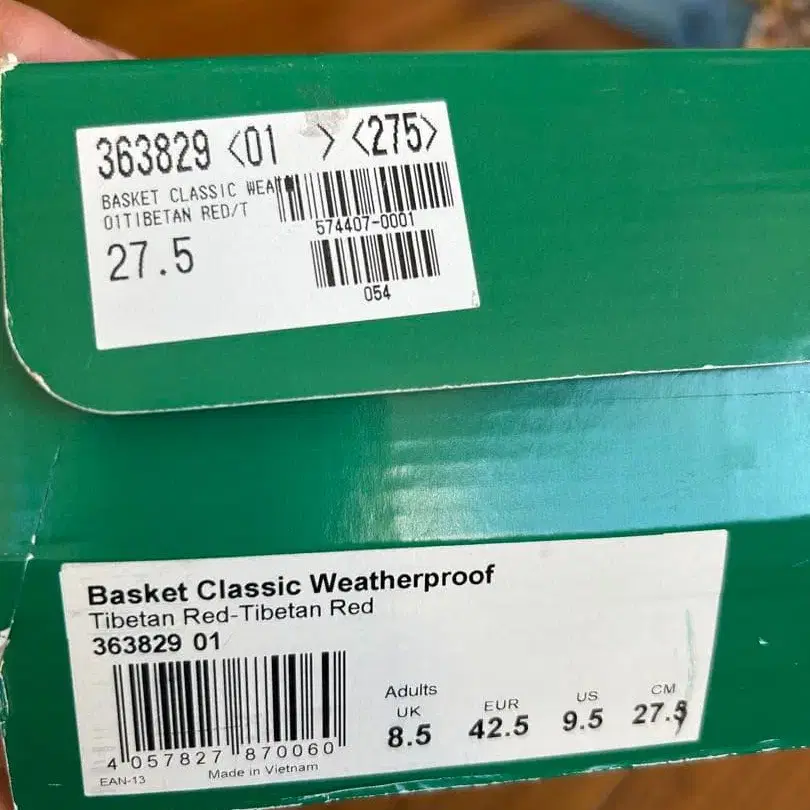 363829 <01 > <275>
BASKET CLASSIC WEA
01TIBETAN RED/T
574407-0001
27.5
054
Basket Classic Weatherproof
Tibetan Red-Tibetan Red
363829 01
Adults
UK EUR US CM
8.5 42.5 9.5 27.5
4 057827 870060
EAN-13
Made in Vietnam